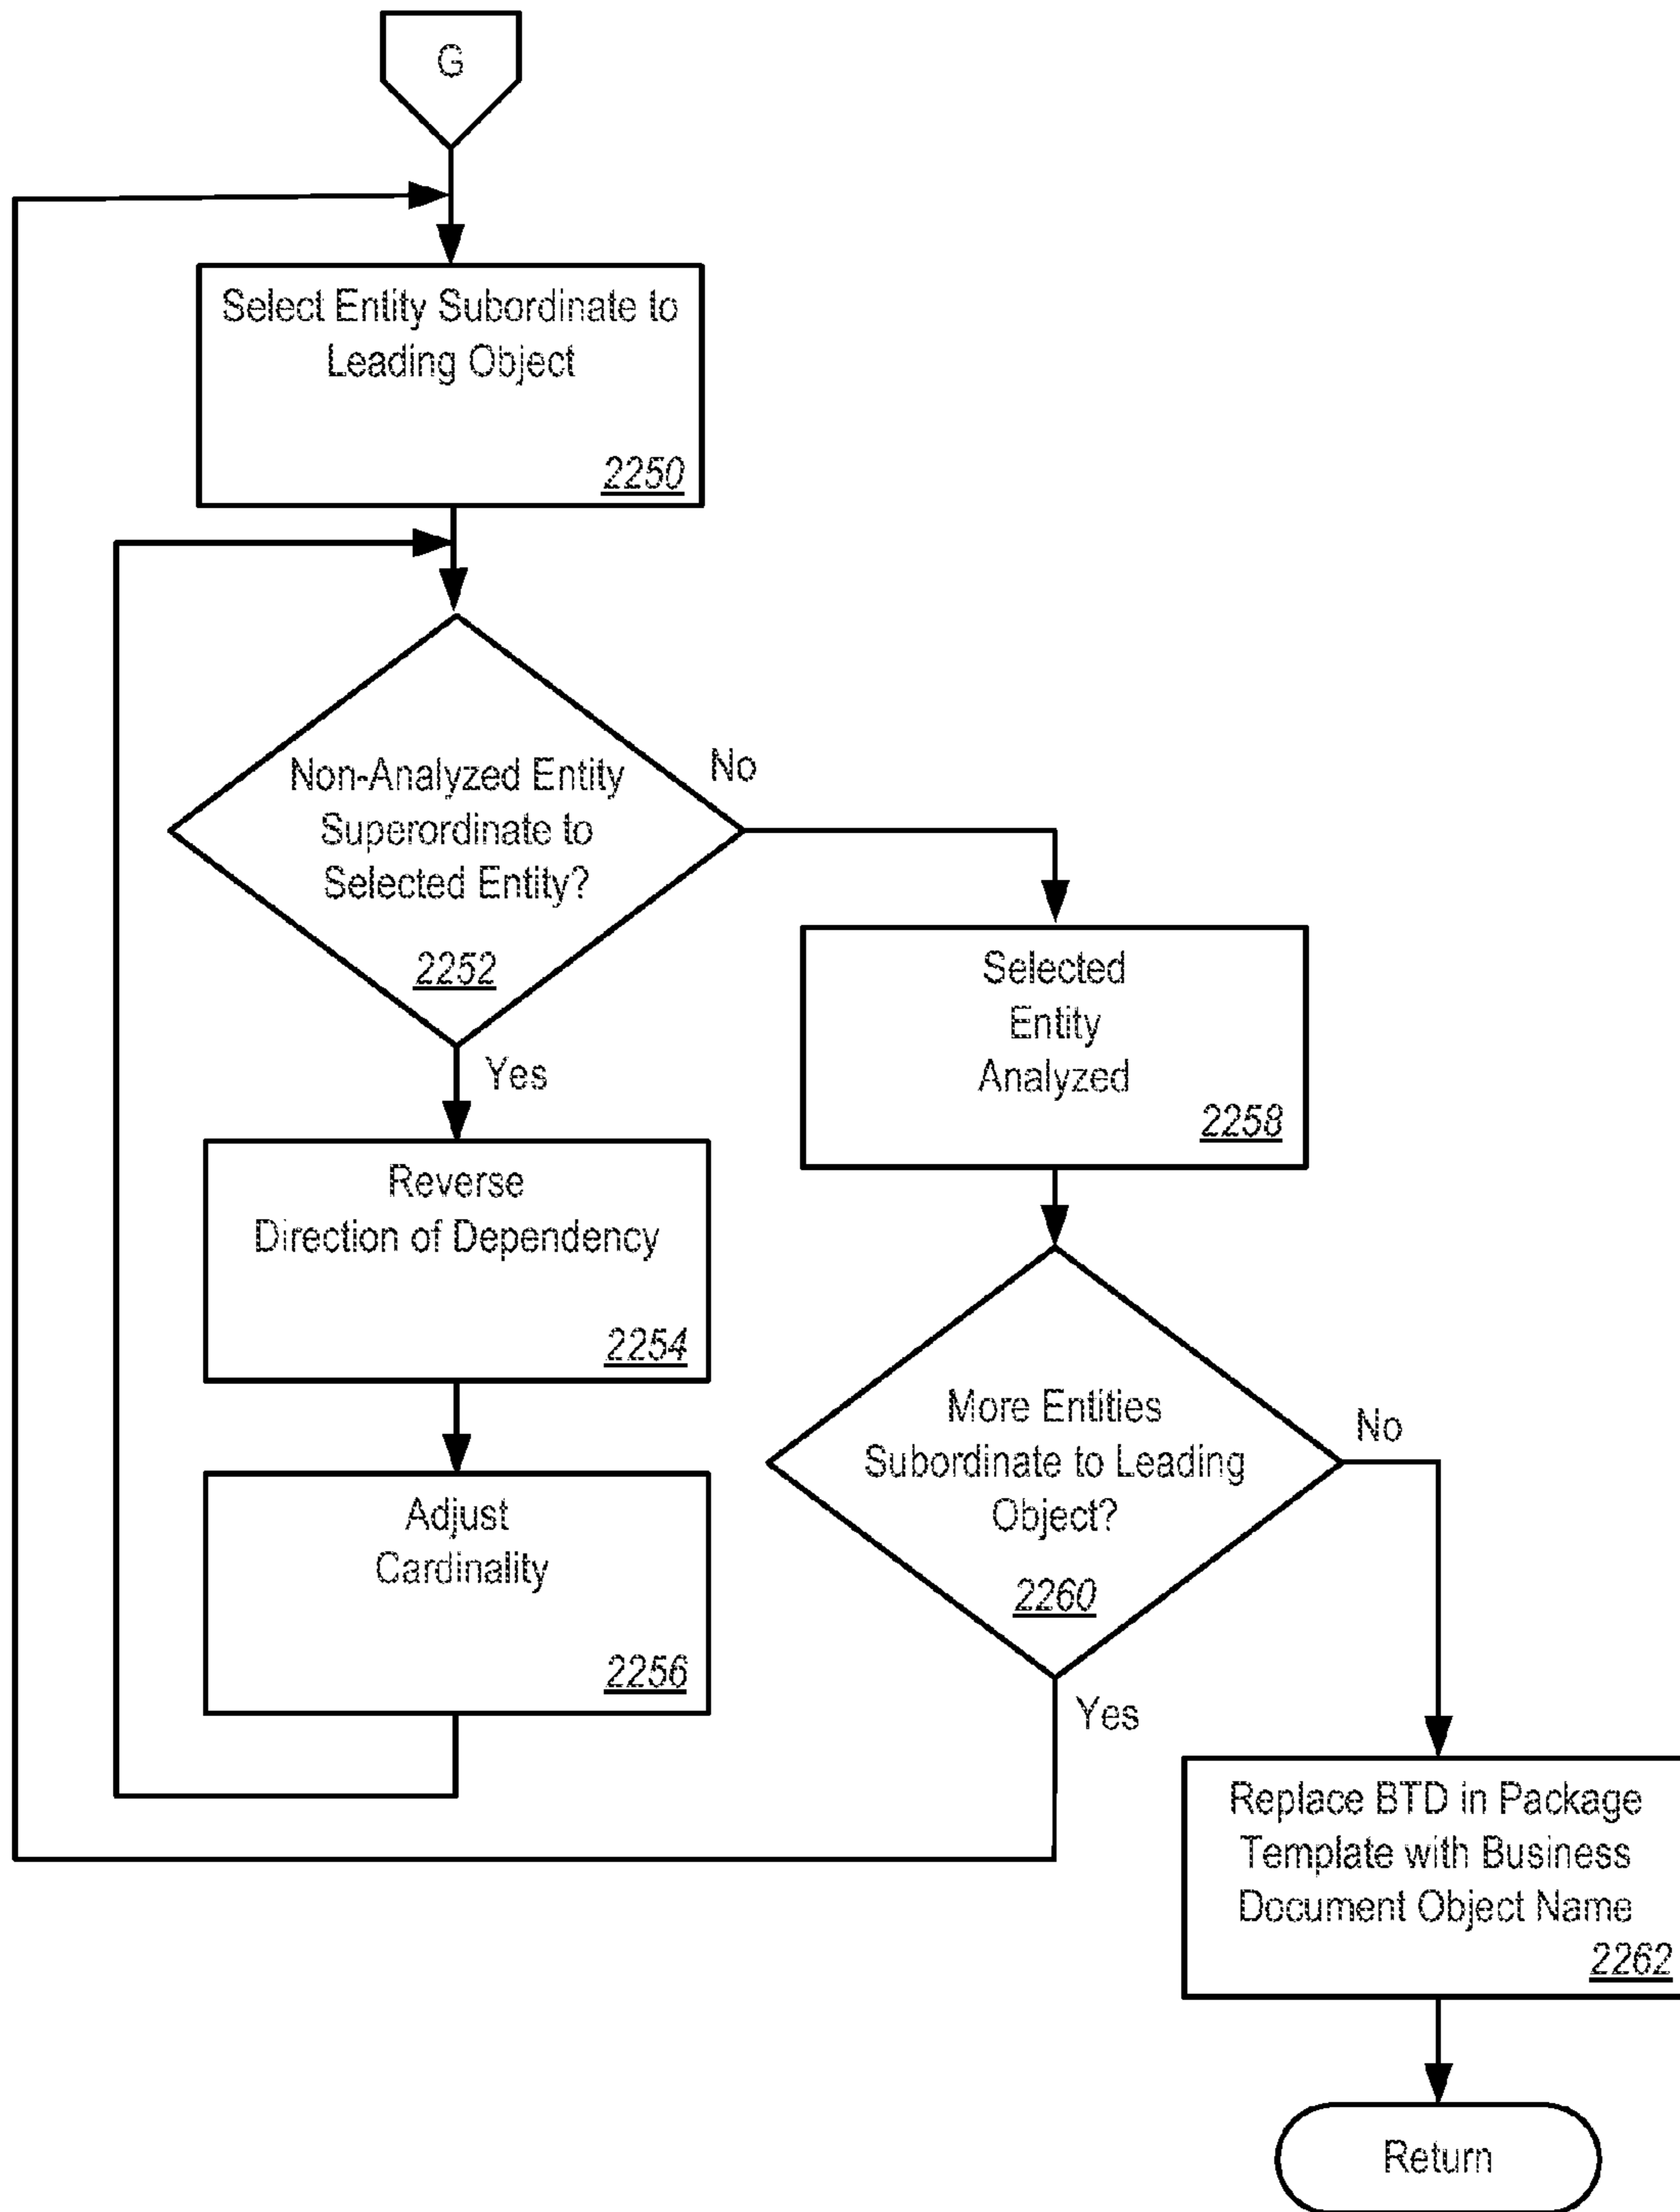 G
Select Entity Subordinate to
Leading Object
2250
Non-Analyzed Entity
Superordinate to
Selected Entity?
2252
No
Yes
Selected
Entity
Analyzed
2258
Reverse
Direction of Dependency
2254
More Entities
Subordinate to Leading
Object?
2260
No
Yes
Adjust
Cardinality
2256
Replace BTD in Package
Template with Business
Document Object Name
2262
Return